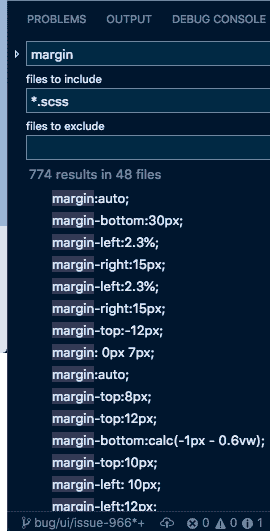 PROBLEMS OUTPUT DEBUG CONSOLE
margin
files to include
*.scss
files to exclude
774 results in 48 files
margin:auto;
margin-bottom:30px;
margin-left:2.3%;
margin-right:15px;
margin-left:2.3%;
margin-right:15px;
margin-top:-12px;
margin: 0px 7px;
margin:auto;
margin-top:8px;
margin-top:12px;
margin-bottom:calc(-1px - 0.6vw);
margin-top:10px;
margin-left: 10px;
margin-left:12px;
bug/ui/issue-966*+ 0 0 1